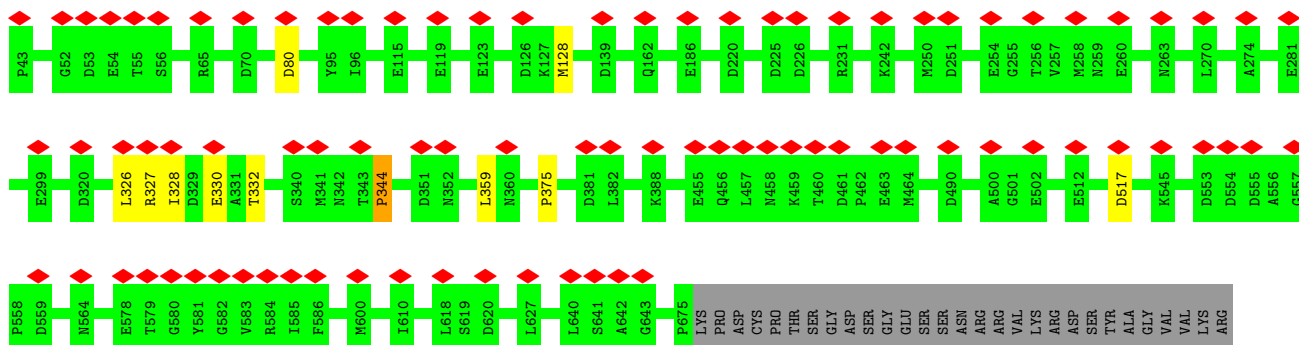 P43 G52 D53 E54 T55 S56 R65 D70 D80 Y95 I96 E115 E119 E123 D126 K127 M128 D139 Q162 E186 D220 D225 D226 R231 K242 M250 D251 E254 G255 T256 V257 M258 N259 E260 N263 L270 A274 E281
E299 D320 L326 R327 I328 D329 E330 A331 T332 S340 M341 N342 T343 P344 D351 N352 L359 N360 P375 D381 L382 K388 E455 Q456 L457 N458 K459 T460 D461 P462 E463 M464 D490 A500 G501 E502 E512 D517 K545 D553 D554 D555 A556 G557
P558 D559 N564 E578 T579 G580 Y581 G582 V583 R584 I585 F586 M600 I610 L618 S619 D620 L627 L640 S641 A642 G643 P675 LYS PRO ASP CYS PRO THR SER GLY ASP SER GLY GLU SER SER ASN ARG ARG VAL LYS ARG ASP SER TYR ALA GLY VAL VAL LYS ARG